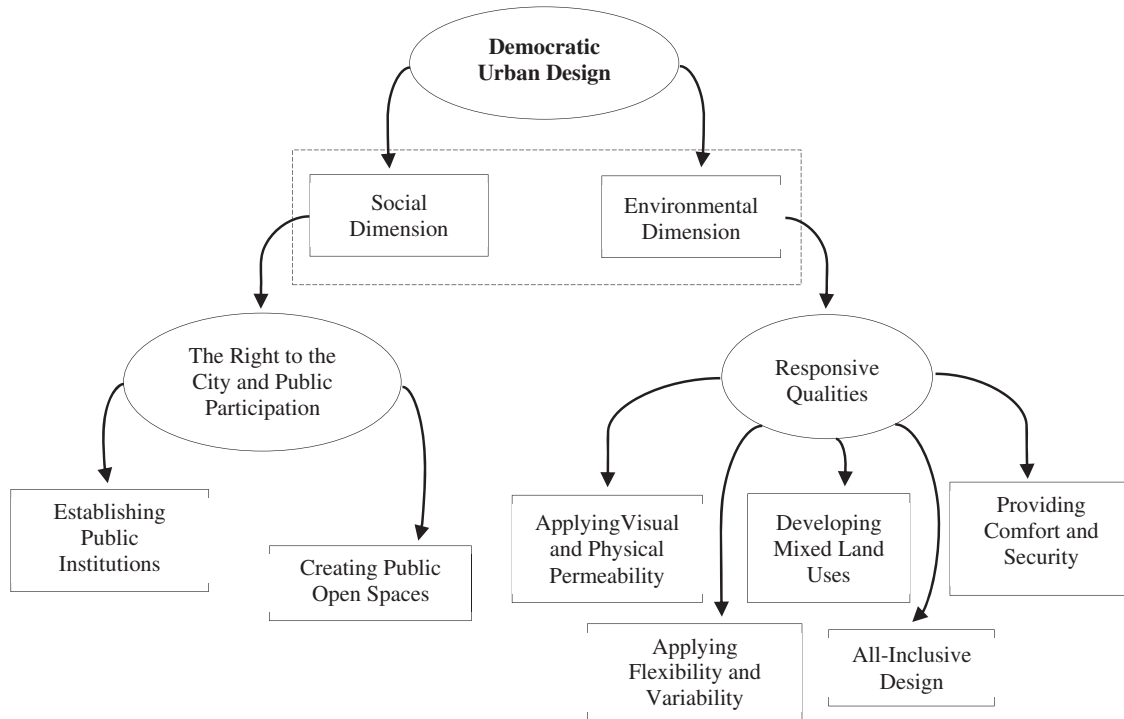 Democratic
Urban Design
Social
Dimension
Environmental
Dimension
The Right to the
City and Public
Participation
Responsive
Qualities
Establishing
Public
Institutions
Creating Public
Open Spaces
ApplyingVisual
and Physical
Permeability
Developing
Mixed Land
Uses
Providing
Comfort and
Security
Applying
Flexibility and
Variability
All-Inclusive
Design